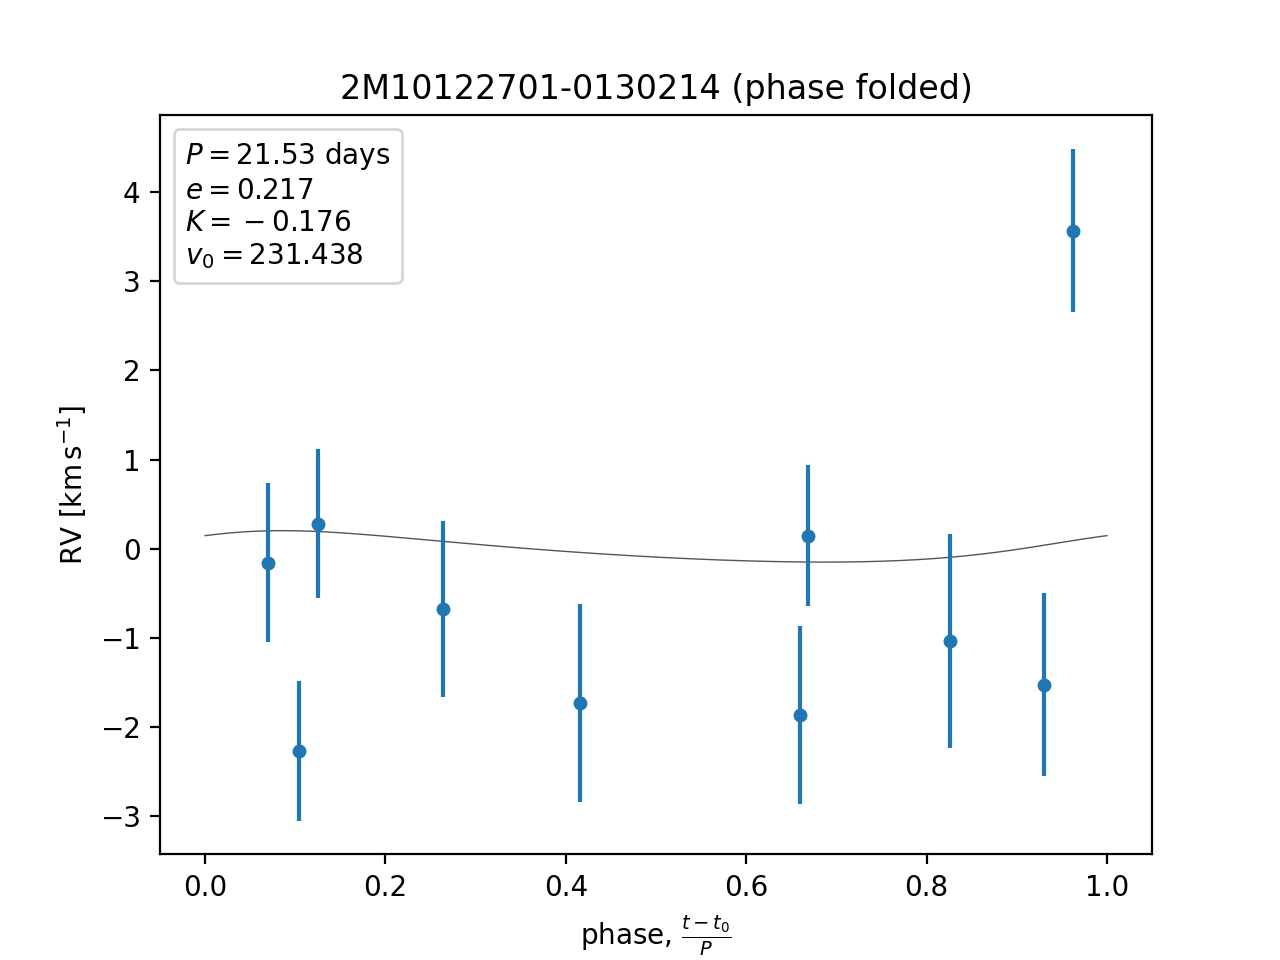 2M10122701-0130214 (phase folded)
P = 21.53 days
e = 0.217
K = −0.176
v₀ = 231.438
4
3
2
1
0
−1
−2
−3
RV [km s⁻¹]
0.0 0.2 0.4 0.6 0.8 1.0
phase, (t − t₀)/P